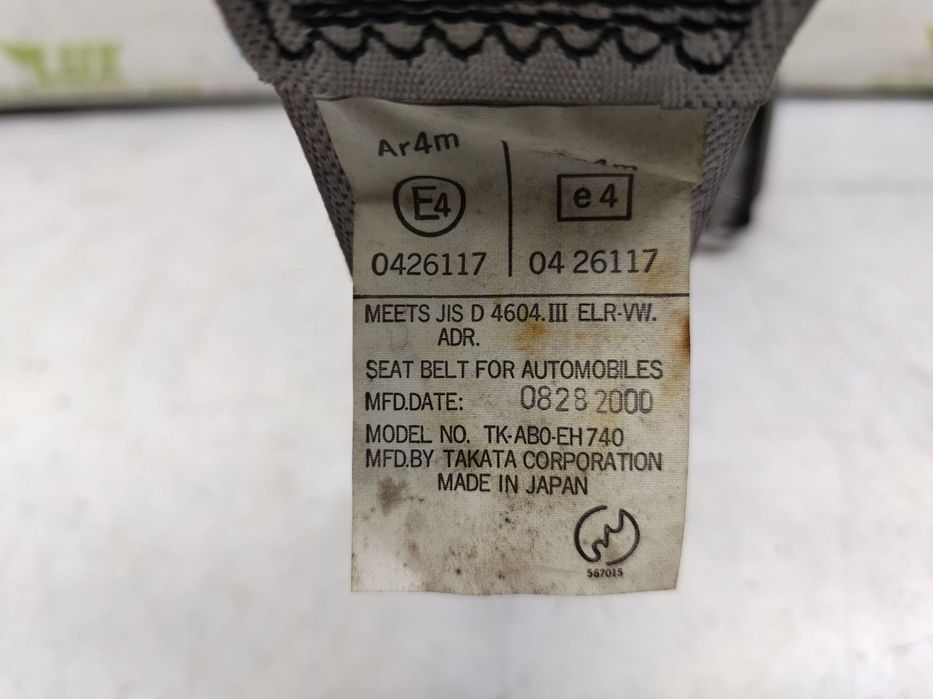 LUX
Ar4m
E4
e4
0426117
04 26117
MEETS JIS D 4604.III ELR-VW.
ADR.
SEAT BELT FOR AUTOMOBILES
MFD.DATE: 0828 2000
MODEL NO. TK-AB0-EH740
MFD.BY TAKATA CORPORATION
MADE IN JAPAN
567015